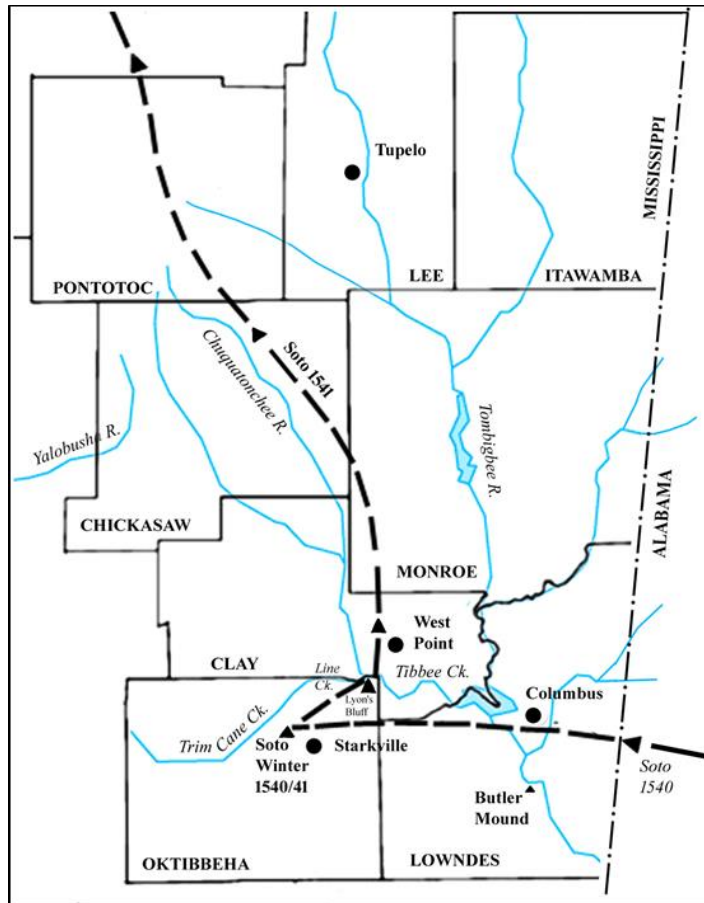 Tupelo
MISSISSIPPI
PONTOTOC
LEE
ITAWAMBA
Soto 1541
Chuquatonchee R.
Yalobusha R.
Tombigbee R.
ALABAMA
CHICKASAW
MONROE
West
Point
CLAY
Line
Ck.
Tibbee Ck.
Lyon's
Bluff
Columbus
Trim Cane Ck.
Soto
Winter
1540/41
Starkville
Soto
1540
Butler
Mound
OKTIBBEHA
LOWNDES